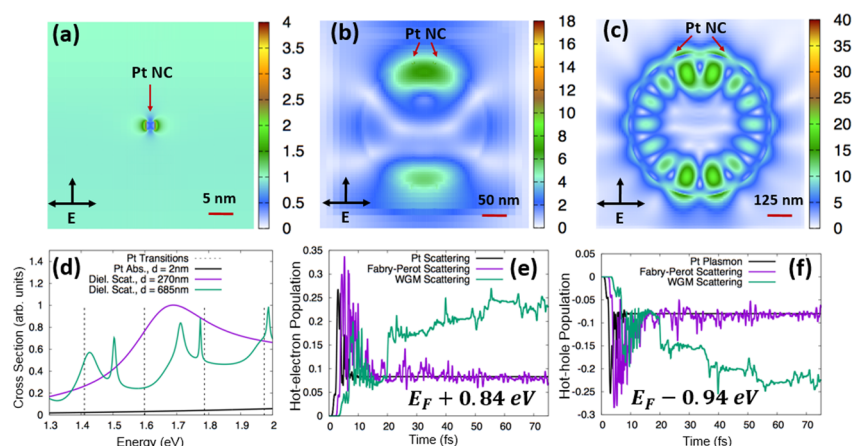 (a)
Pt NC
E
5 nm
4
3.5
3
2.5
2
1.5
1
0.5
0
(b)
Pt NC
E
50 nm
18
16
14
12
10
8
6
4
2
0
(c)
Pt NC
E
125 nm
40
35
30
25
20
15
10
5
0
(d)
Pt Transitions
Pt Abs., d = 2nm
Diel. Scat., d = 270nm
Diel. Scat., d = 685nm
Cross Section (arb. units)
1.4
1.2
1
0.8
0.6
0.4
0.2
0
1.3 1.4 1.5 1.6 1.7 1.8 1.9 2
Energy (eV)
(e)
Pt Scattering
Fabry-Perot Scattering
WGM Scattering
Hot-electron Population
0.35
0.3
0.25
0.2
0.15
0.1
0.05
0
E_F + 0.84 eV
0 10 20 30 40 50 60 70
Time (fs)
(f)
Pt Plasmon
Fabry-Perot Scattering
WGM Scattering
Hot-hole Population
0
-0.05
-0.1
-0.15
-0.2
-0.25
-0.3
E_F − 0.94 eV
0 10 20 30 40 50 60 70
Time (fs)